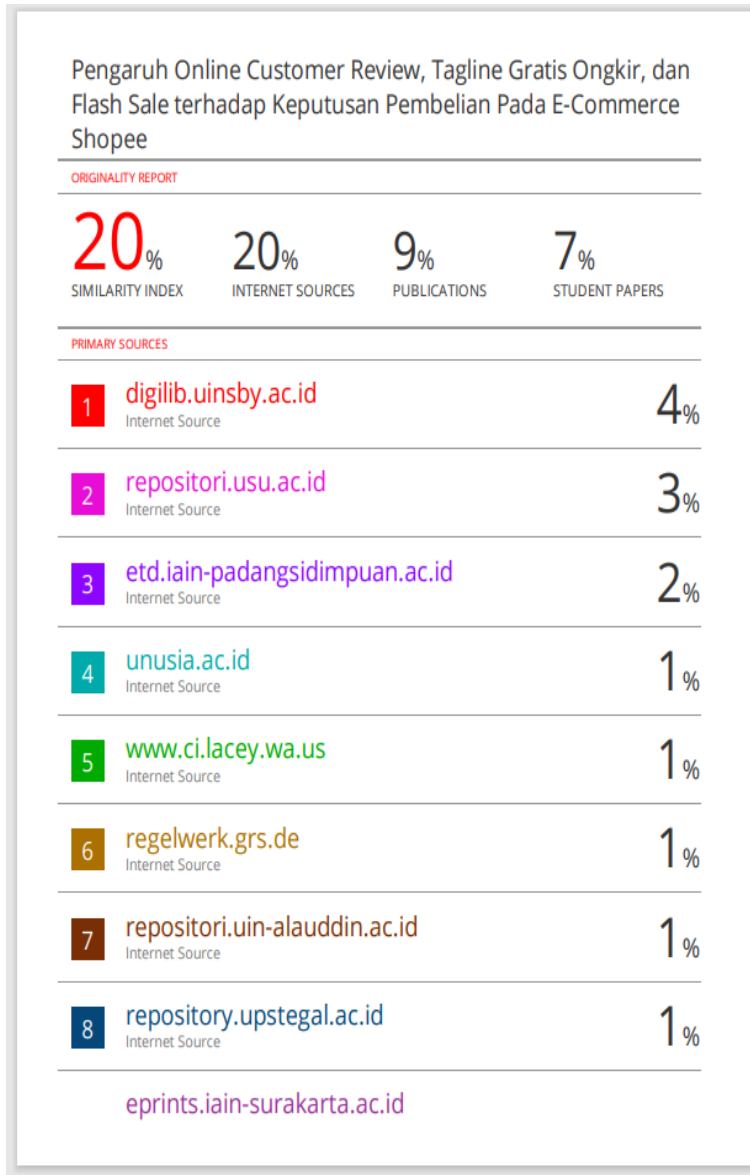 Pengaruh Online Customer Review, Tagline Gratis Ongkir, dan
Flash Sale terhadap Keputusan Pembelian Pada E-Commerce
Shopee
ORIGINALITY REPORT
20% 20% 9% 7%
SIMILARITY INDEX INTERNET SOURCES PUBLICATIONS STUDENT PAPERS
PRIMARY SOURCES
1 digilib.uinsby.ac.id 4%
Internet Source
2 repositori.usu.ac.id 3%
Internet Source
3 etd.iain-padangsidimpuan.ac.id 2%
Internet Source
4 unusia.ac.id 1%
Internet Source
5 www.ci.lacey.wa.us 1%
Internet Source
6 regelwerk.grs.de 1%
Internet Source
7 repositori.uin-alauddin.ac.id 1%
Internet Source
8 repository.upstegal.ac.id 1%
Internet Source
eprints.iain-surakarta.ac.id